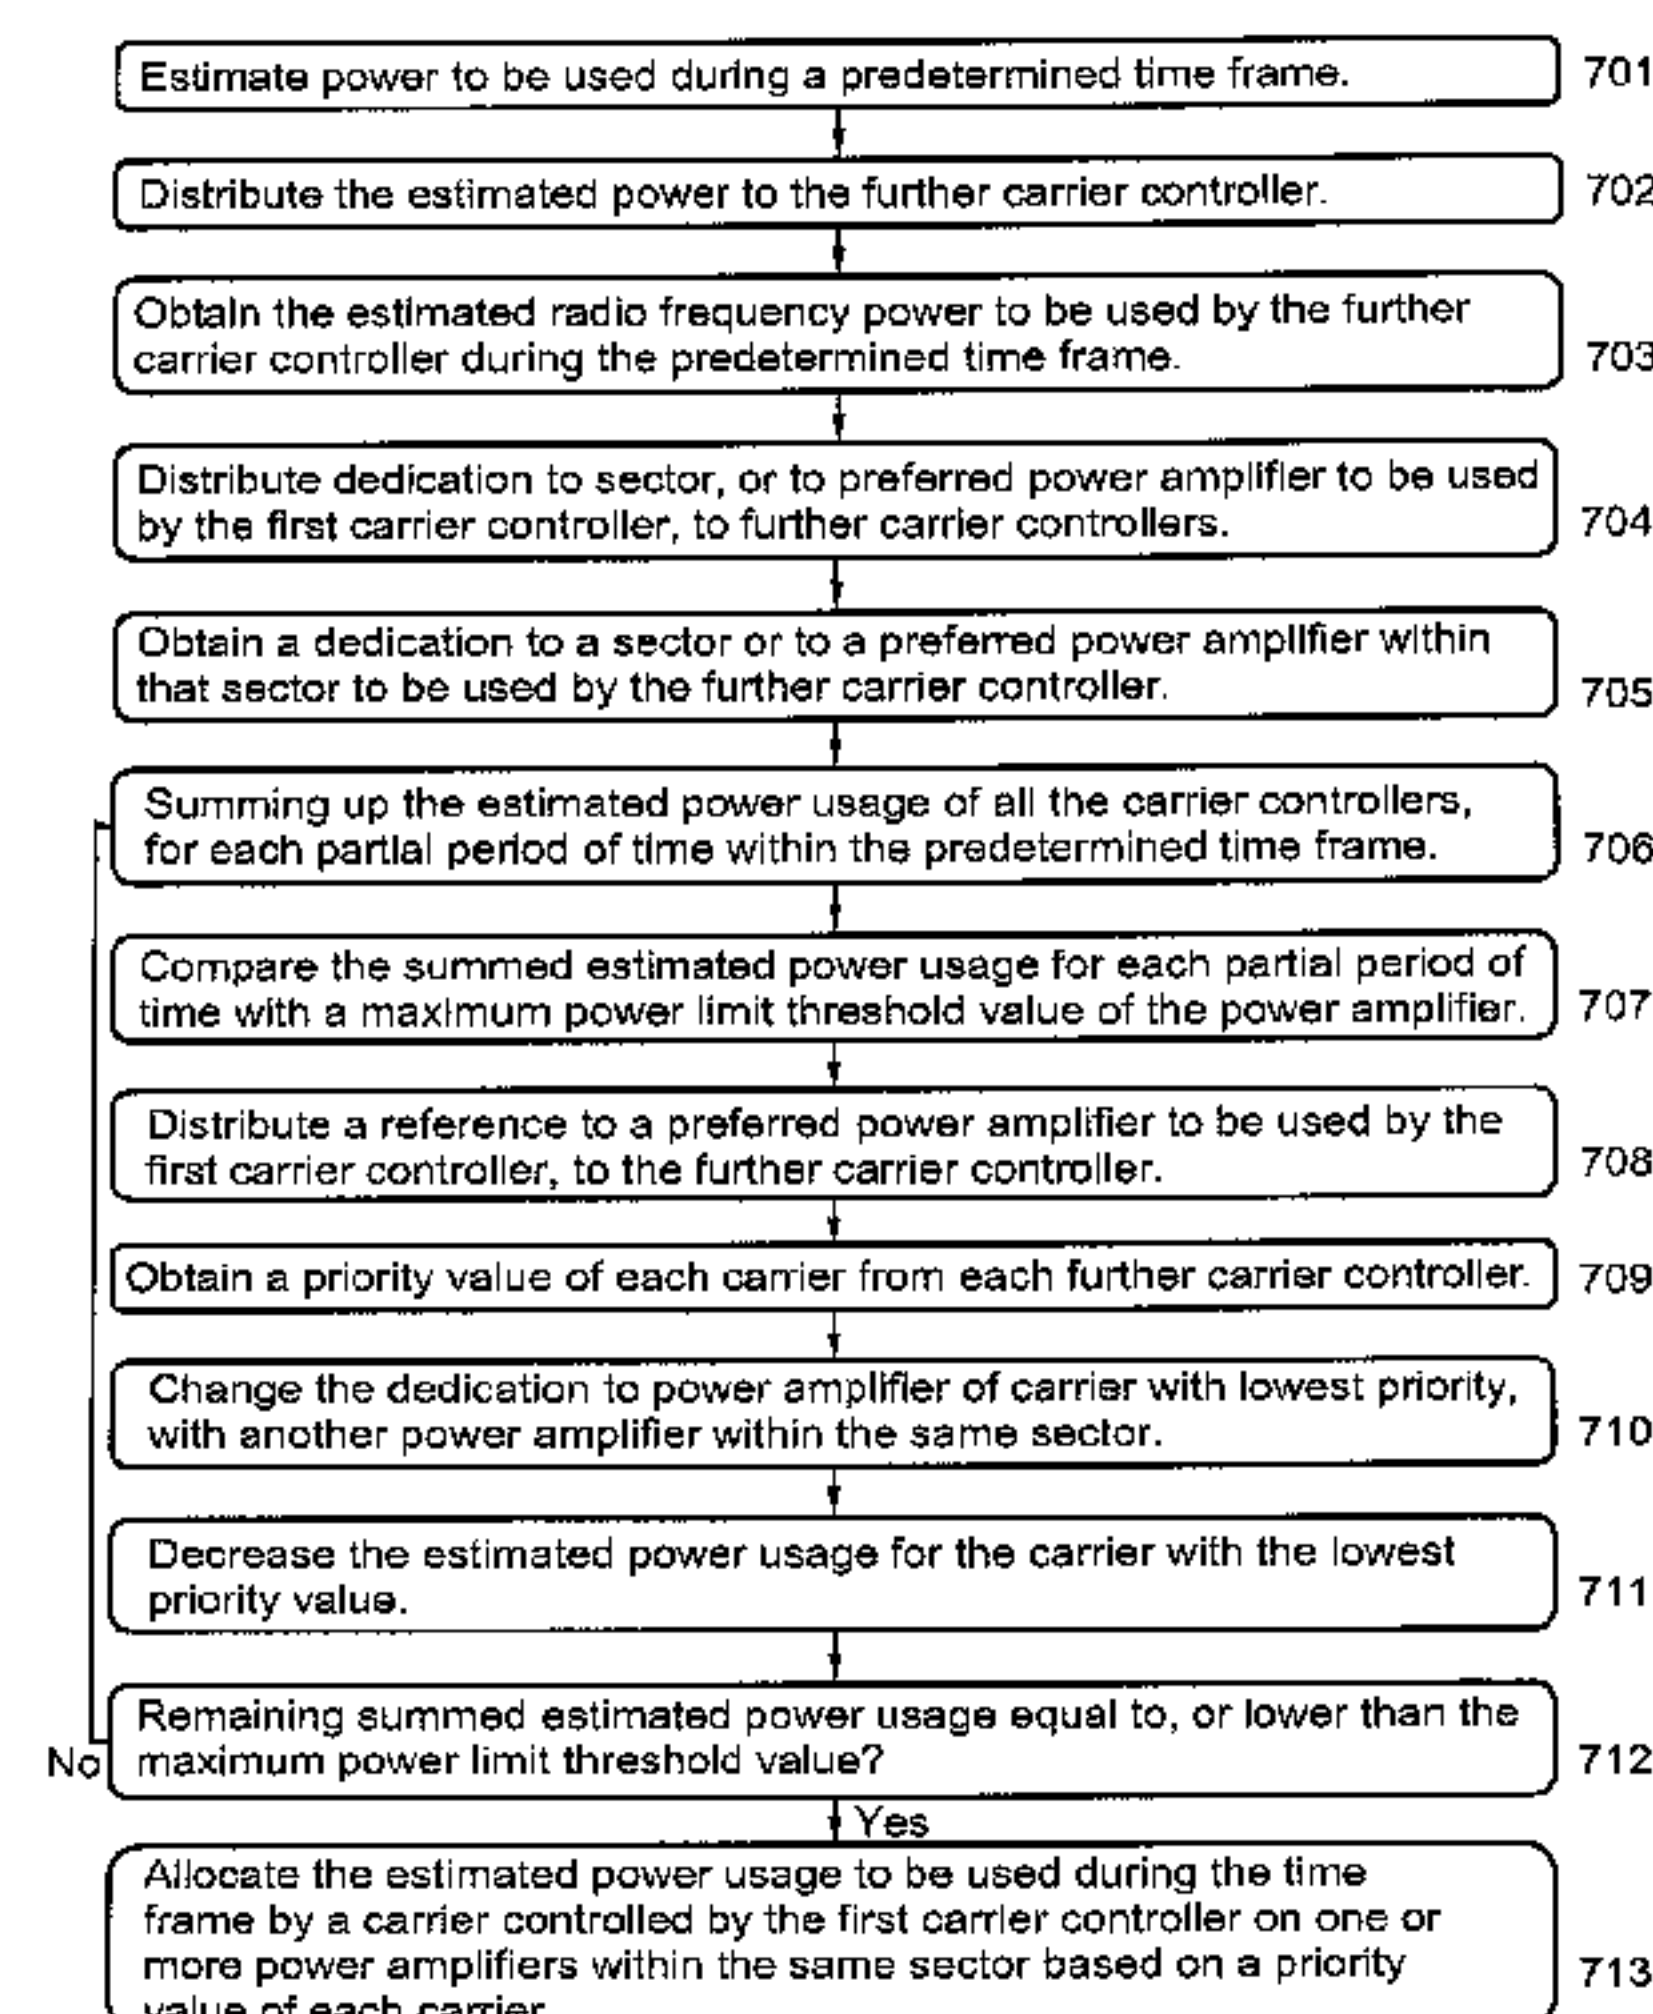 Estimate power to be used during a predetermined time frame. 701
Distribute the estimated power to the further carrier controller. 702
Obtain the estimated radio frequency power to be used by the further
carrier controller during the predetermined time frame. 703
Distribute dedication to sector, or to preferred power amplifier to be used
by the first carrier controller, to further carrier controllers. 704
Obtain a dedication to a sector or to a preferred power amplifier within
that sector to be used by the further carrier controller. 705
Summing up the estimated power usage of all the carrier controllers,
for each partial period of time within the predetermined time frame. 706
Compare the summed estimated power usage for each partial period of
time with a maximum power limit threshold value of the power amplifier. 707
Distribute a reference to a preferred power amplifier to be used by the
first carrier controller, to the further carrier controller. 708
Obtain a priority value of each carrier from each further carrier controller. 709
Change the dedication to power amplifier of carrier with lowest priority,
with another power amplifier within the same sector. 710
Decrease the estimated power usage for the carrier with the lowest
priority value. 711
Remaining summed estimated power usage equal to, or lower than the
No maximum power limit threshold value? 712
Yes
Allocate the estimated power usage to be used during the time
frame by a carrier controlled by the first carrier controller on one or
more power amplifiers within the same sector based on a priority 713
value of each carrier